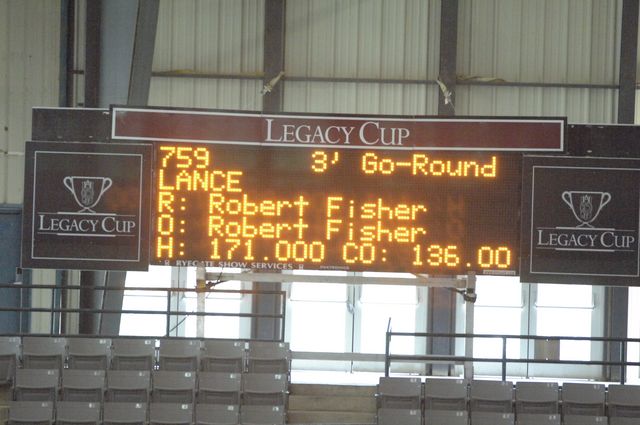 LEGACY CUP
759 3' Go-Round
LANCE
R: Robert Fisher
O: Robert Fisher
H: 171.000 CO: 136.00
R RYEGATE SHOW SERVICES R
LEGACY CUP
LEGACY CUP